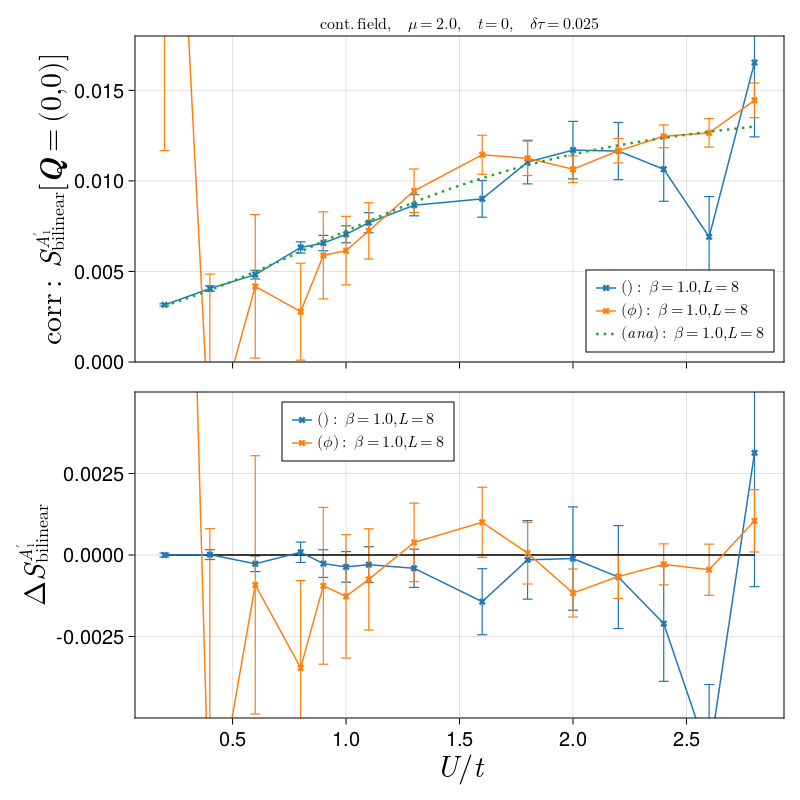 cont. field, μ = 2.0, t = 0, δτ = 0.025
corr : S^{A_1^′}_{bilinear}[Q = (0,0)]
0.015
0.010
0.005
0.000
() : β = 1.0,L = 8
(ϕ) : β = 1.0,L = 8
(ana) : β = 1.0,L = 8
ΔS^{A_1^′}_{bilinear}
0.0025
0.0000
-0.0025
() : β = 1.0,L = 8
(ϕ) : β = 1.0,L = 8
0.5 1.0 1.5 2.0 2.5
U/t